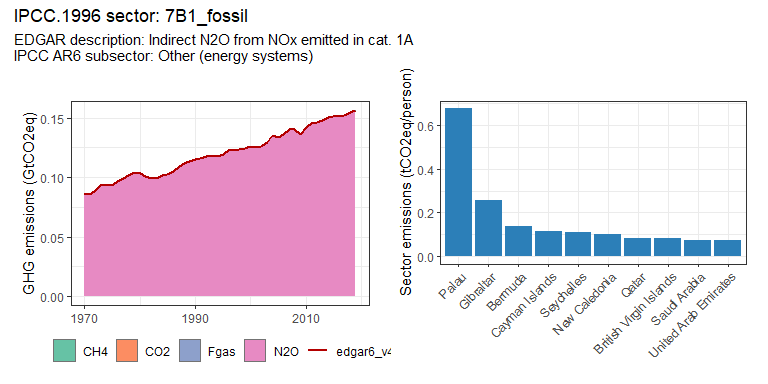 IPCC.1996 sector: 7B1_fossil
EDGAR description: Indirect N2O from NOx emitted in cat. 1A
IPCC AR6 subsector: Other (energy systems)
GHG emissions (GtCO2eq)
0.15
0.10
0.05
0.00
1970
1990
2010
CH4
CO2
Fgas
N2O
edgar6_v4
Sector emissions (tCO2eq/person)
0.6
0.4
0.2
0.0
Palau
Gibraltar
Bermuda
Cayman Islands
Seychelles
New Caledonia
Qatar
British Virgin Islands
Saudi Arabia
United Arab Emirates